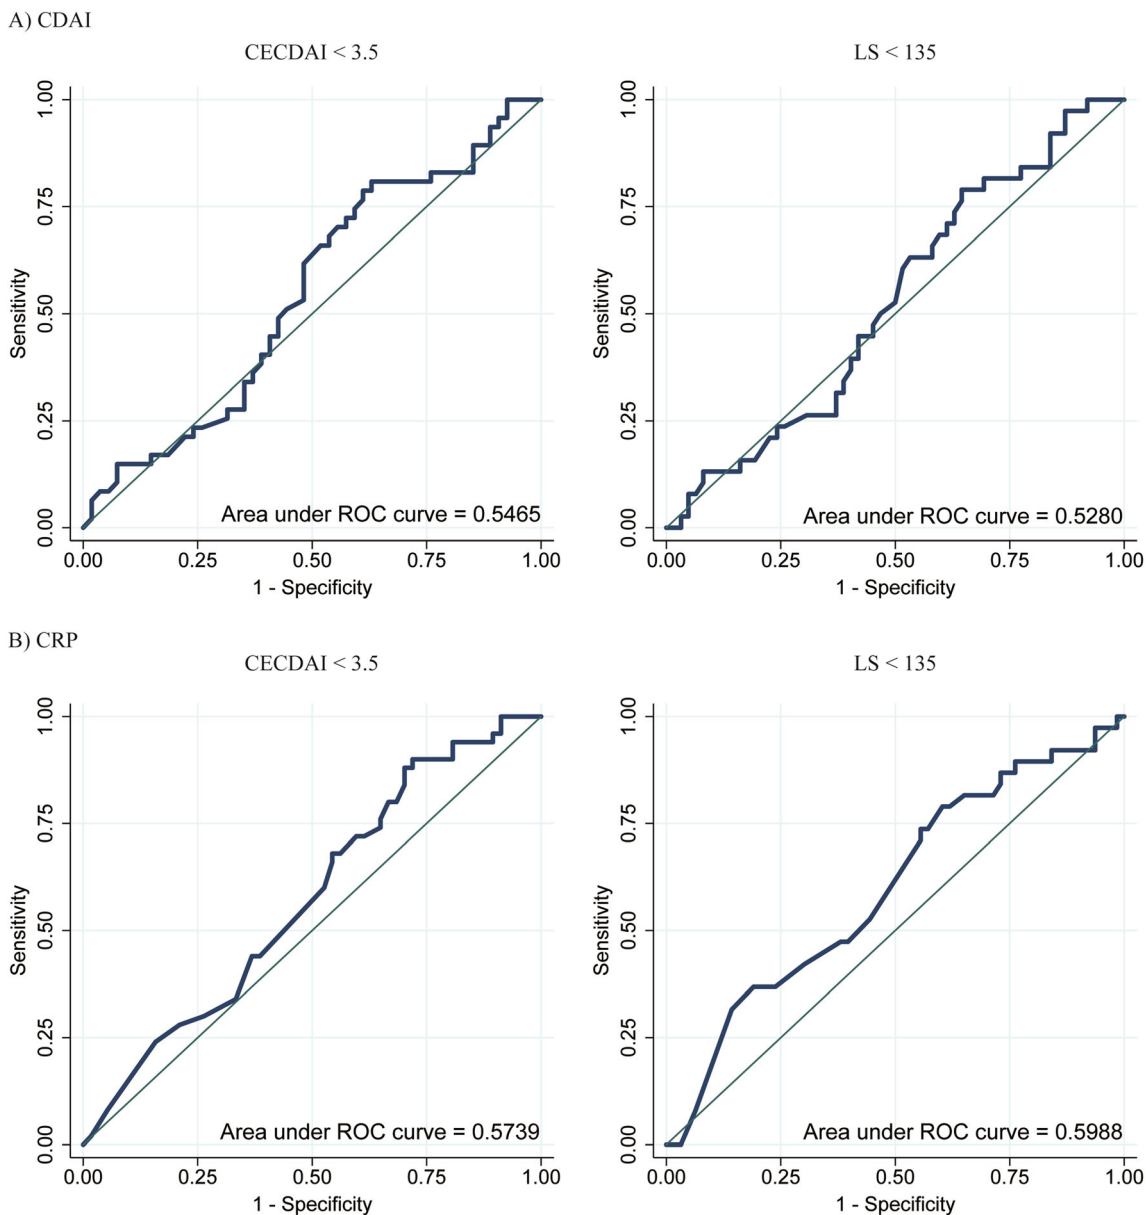 A) CDAI
CECDAI < 3.5
Sensitivity
1.00
0.75
0.50
0.25
0.00
Area under ROC curve = 0.5465
0.00 0.25 0.50 0.75 1.00
1 - Specificity
LS < 135
Sensitivity
1.00
0.75
0.50
0.25
0.00
Area under ROC curve = 0.5280
0.00 0.25 0.50 0.75 1.00
1 - Specificity
B) CRP
CECDAI < 3.5
Sensitivity
1.00
0.75
0.50
0.25
0.00
Area under ROC curve = 0.5739
0.00 0.25 0.50 0.75 1.00
1 - Specificity
LS < 135
Sensitivity
1.00
0.75
0.50
0.25
0.00
Area under ROC curve = 0.5988
0.00 0.25 0.50 0.75 1.00
1 - Specificity